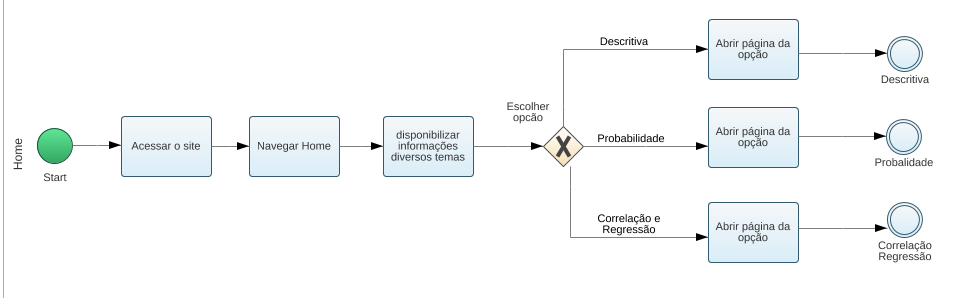 Home
Start
Acessar o site
Navegar Home
disponibilizar
informações
diversos temas
Escolher
opcão
Descritiva
Abrir página da
opção
Descritiva
Probabilidade
Abrir página da
opção
Probalidade
Correlação e
Regressão
Abrir página da
opção
Correlação
Regressão